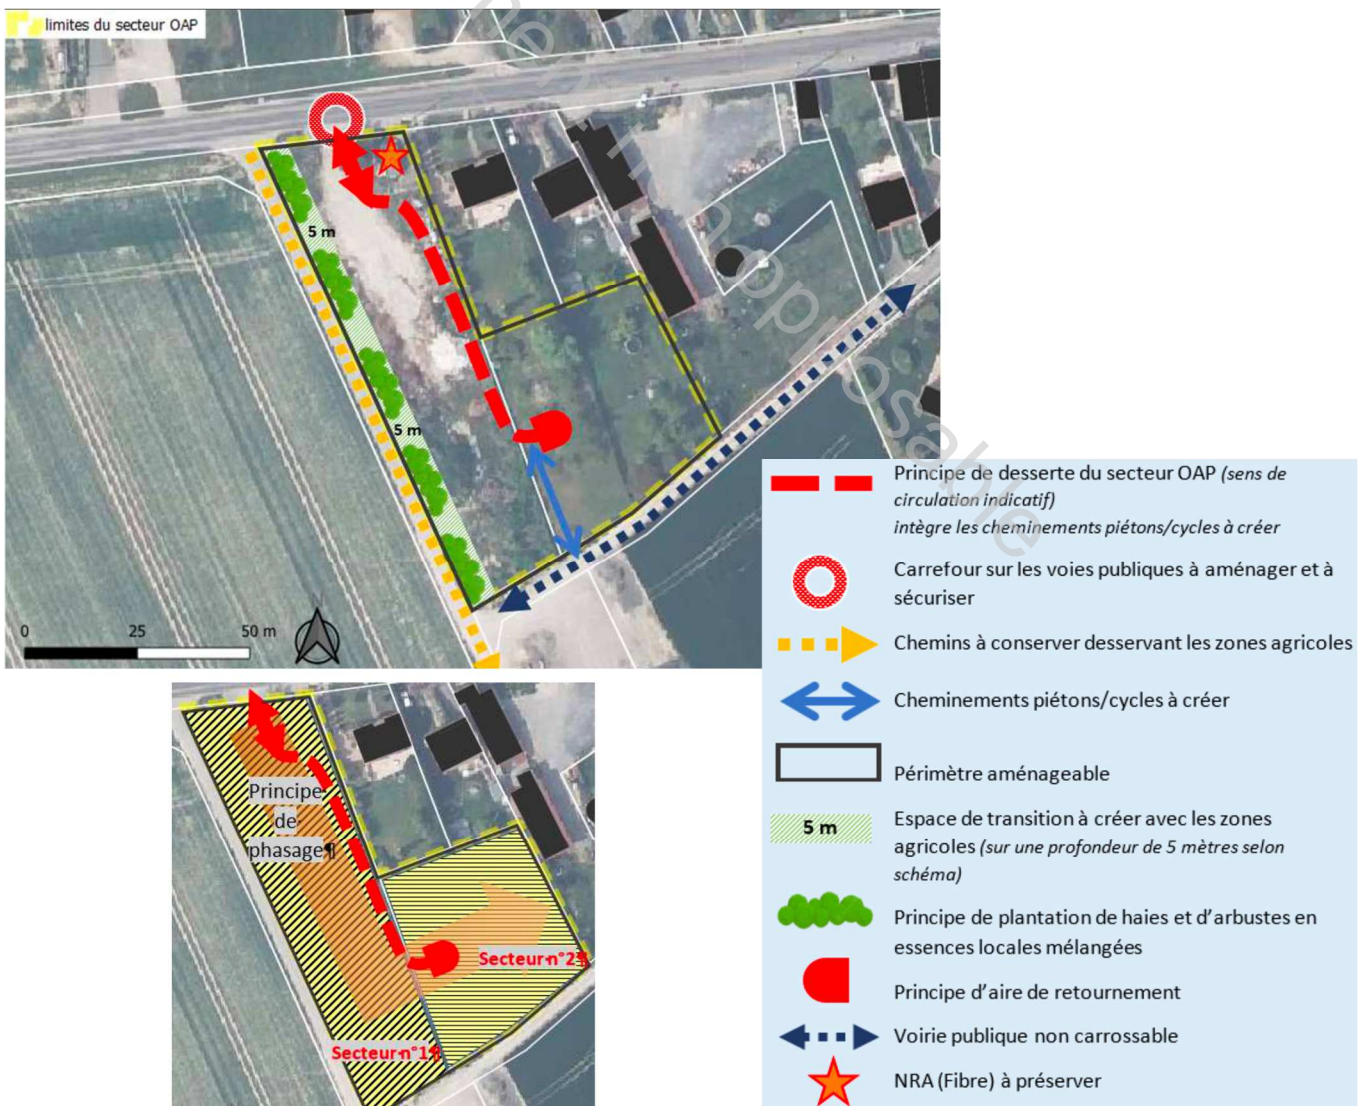 limites du secteur OAP
5 m
5 m
0 25 50 m
N
Principe
de
phasage¶
Secteur·n°2¶
Secteur·n°1¶
Principe de desserte du secteur OAP (sens de
circulation indicatif)
intègre les cheminements piétons/cycles à créer
Carrefour sur les voies publiques à aménager et à
sécuriser
Chemins à conserver desservant les zones agricoles
Cheminements piétons/cycles à créer
Périmètre aménageable
5 m
Espace de transition à créer avec les zones
agricoles (sur une profondeur de 5 mètres selon
schéma)
Principe de plantation de haies et d'arbustes en
essences locales mélangées
Principe d'aire de retournement
Voirie publique non carrossable
NRA (Fibre) à préserver
opposable